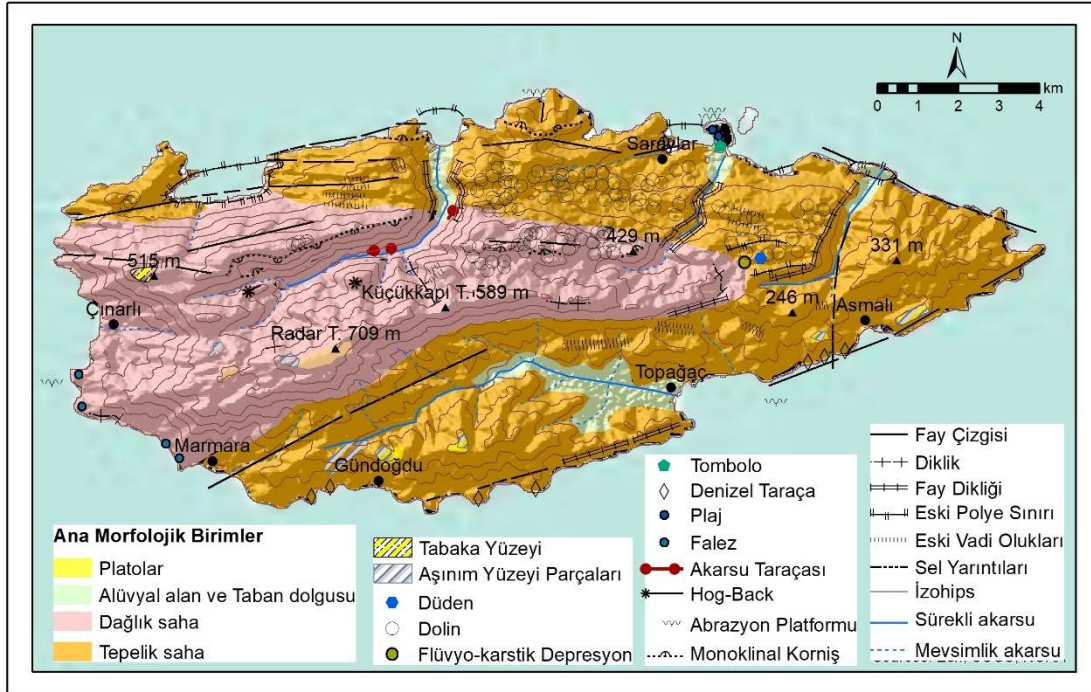 N
km
0 1 2 4
Saraylar
515 m
429 m
331 m
Küçükkapı T. 589 m
246 m
Çınarlı
Asmalı
Radar T. 709 m
Topağaç
Marmara
Gündoğdu
Ana Morfolojik Birimler
Platolar
Alüvyal alan ve Taban dolgusu
Dağlık saha
Tepelik saha
Tabaka Yüzeyi
Aşınım Yüzeyi Parçaları
Düden
Dolin
Flüvyo-karstik Depresyon
Tombolo
Denizel Taraça
Plaj
Falez
Akarsu Taraçası
Hog-Back
Abrazyon Platformu
Monoklinal Korniş
Fay Çizgisi
Diklik
Fay Dikliği
Eski Polye Sınırı
Eski Vadi Olukları
Sel Yarıntıları
İzohips
Sürekli akarsu
Mevsimlik akarsu